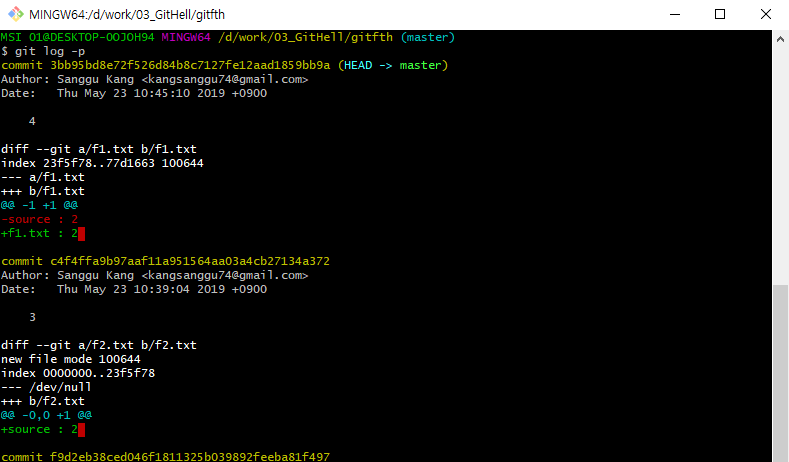 MINGW64:/d/work/03_GitHell/gitfth
MSI 01@DESKTOP-OOJOH94 MINGW64 /d/work/03_GitHell/gitfth (master)
$ git log -p
commit 3bb95bd8e72f526d84b8c7127fe12aad1859bb9a (HEAD -> master)
Author: Sanggu Kang <kangsanggu74@gmail.com>
Date:   Thu May 23 10:45:10 2019 +0900
4
diff --git a/f1.txt b/f1.txt
index 23f5f78..77d1663 100644
--- a/f1.txt
+++ b/f1.txt
@@ -1 +1 @@
-source : 2
+f1.txt : 2
commit c4f4ffa9b97aaf11a951564aa03a4cb27134a372
Author: Sanggu Kang <kangsanggu74@gmail.com>
Date:   Thu May 23 10:39:04 2019 +0900
3
diff --git a/f2.txt b/f2.txt
new file mode 100644
index 0000000..23f5f78
--- /dev/null
+++ b/f2.txt
@@ -0,0 +1 @@
+source : 2
commit f9d2eb38ced046f1811325b039892feeba81f497